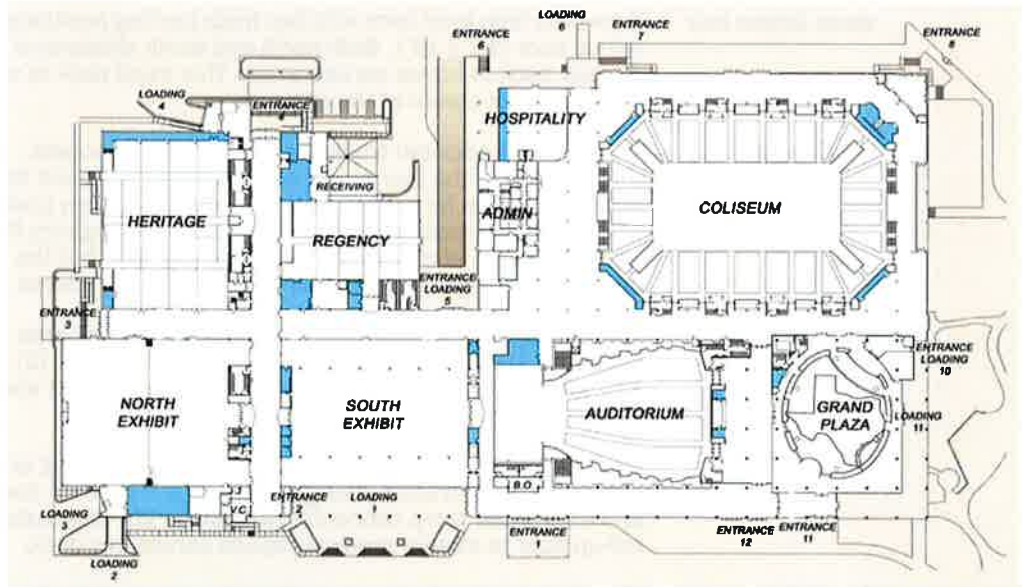 LOADING
6
ENTRANCE
7
ENTRANCE
6
ENTRANCE
8
LOADING
4
ENTRANCE
HOSPITALITY
RECEIVING
HERITAGE
REGENCY
ADMIN
COLISEUM
ENTRANCE
LOADING
5
ENTRANCE
3
ENTRANCE
LOADING
10
NORTH
EXHIBIT
SOUTH
EXHIBIT
AUDITORIUM
GRAND
PLAZA
LOADING
11
B.O.
V.C.
ENTRANCE
2
LOADING
1
LOADING
3
LOADING
2
ENTRANCE
1
ENTRANCE
12
ENTRANCE
11